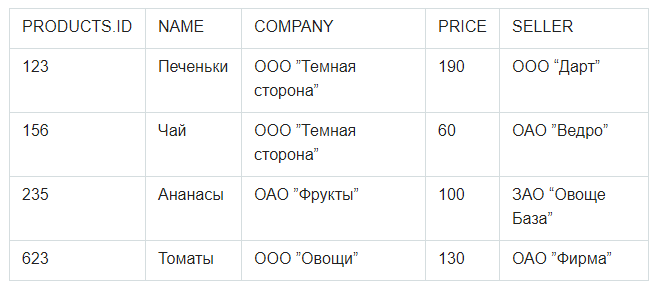 PRODUCTS.ID NAME COMPANY PRICE SELLER
123 Печеньки ООО ”Темная сторона” 190 ООО “Дарт”
156 Чай ООО ”Темная сторона” 60 ОАО ”Ведро”
235 Ананасы ОАО ”Фрукты” 100 ЗАО “Овоще База”
623 Томаты ООО ”Овощи” 130 ОАО ”Фирма”